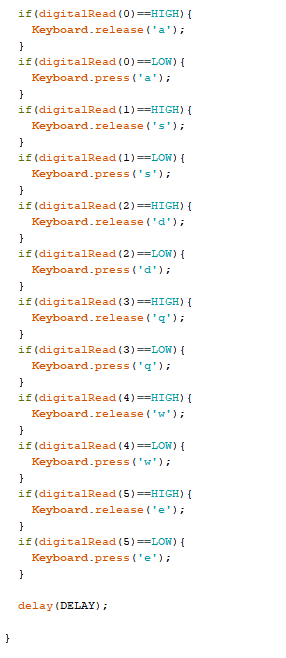 if(digitalRead(0)==HIGH){
Keyboard.release('a');
}
if(digitalRead(0)==LOW){
Keyboard.press('a');
}
if(digitalRead(1)==HIGH){
Keyboard.release('s');
}
if(digitalRead(1)==LOW){
Keyboard.press('s');
}
if(digitalRead(2)==HIGH){
Keyboard.release('d');
}
if(digitalRead(2)==LOW){
Keyboard.press('d');
}
if(digitalRead(3)==HIGH){
Keyboard.release('q');
}
if(digitalRead(3)==LOW){
Keyboard.press('q');
}
if(digitalRead(4)==HIGH){
Keyboard.release('w');
}
if(digitalRead(4)==LOW){
Keyboard.press('w');
}
if(digitalRead(5)==HIGH){
Keyboard.release('e');
}
if(digitalRead(5)==LOW){
Keyboard.press('e');
}
delay(DELAY);
}